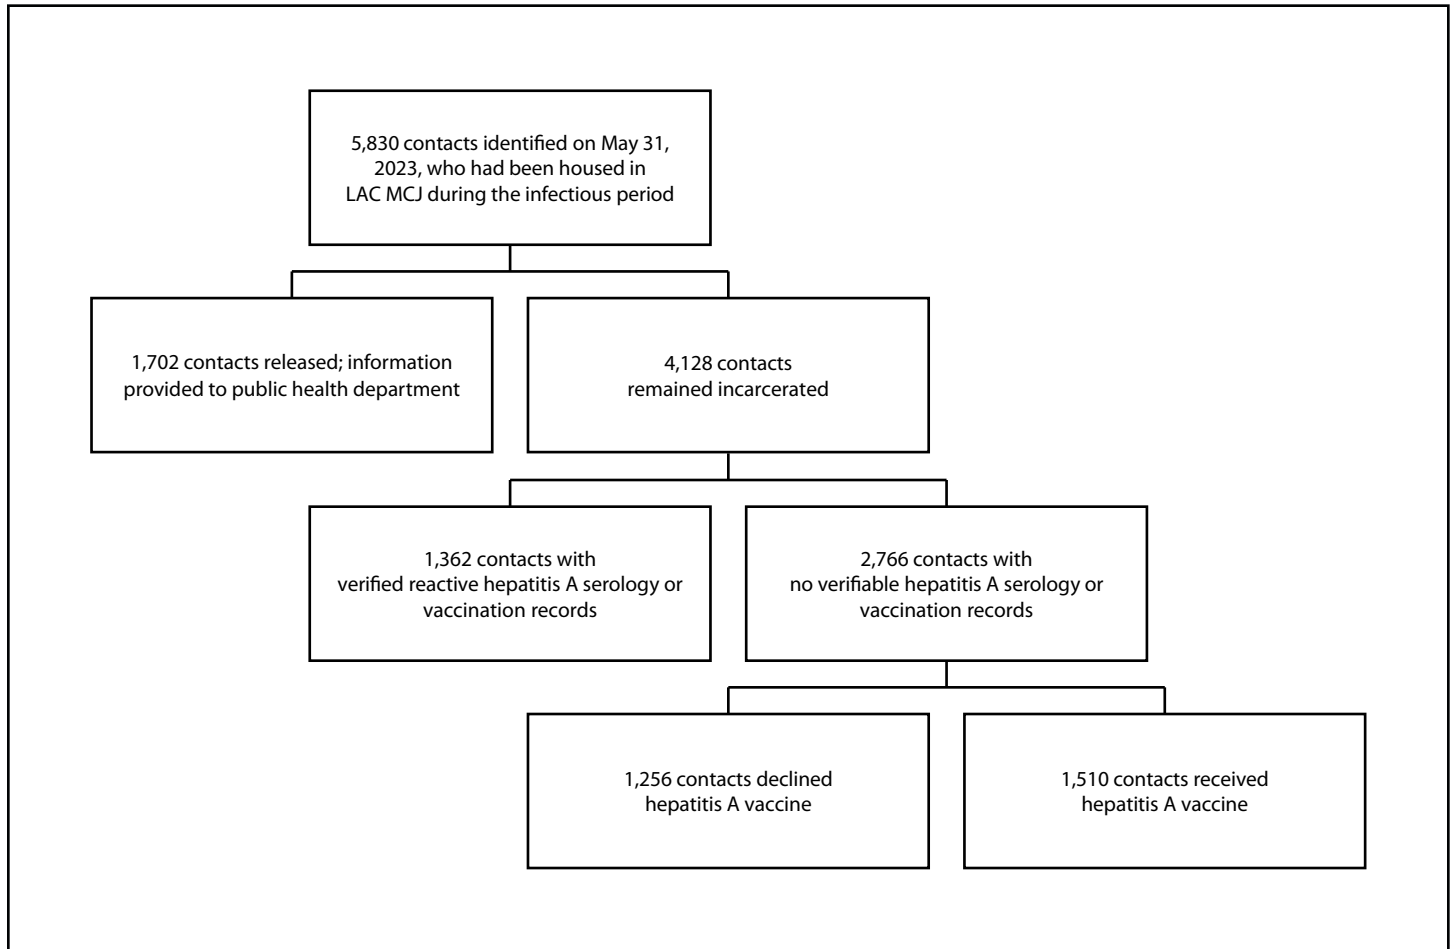 5,830 contacts identified on May 31,
2023, who had been housed in
LAC MCJ during the infectious period
1,702 contacts released; information
provided to public health department
4,128 contacts
remained incarcerated
1,362 contacts with
verified reactive hepatitis A serology or
vaccination records
2,766 contacts with
no verifiable hepatitis A serology or
vaccination records
1,256 contacts declined
hepatitis A vaccine
1,510 contacts received
hepatitis A vaccine